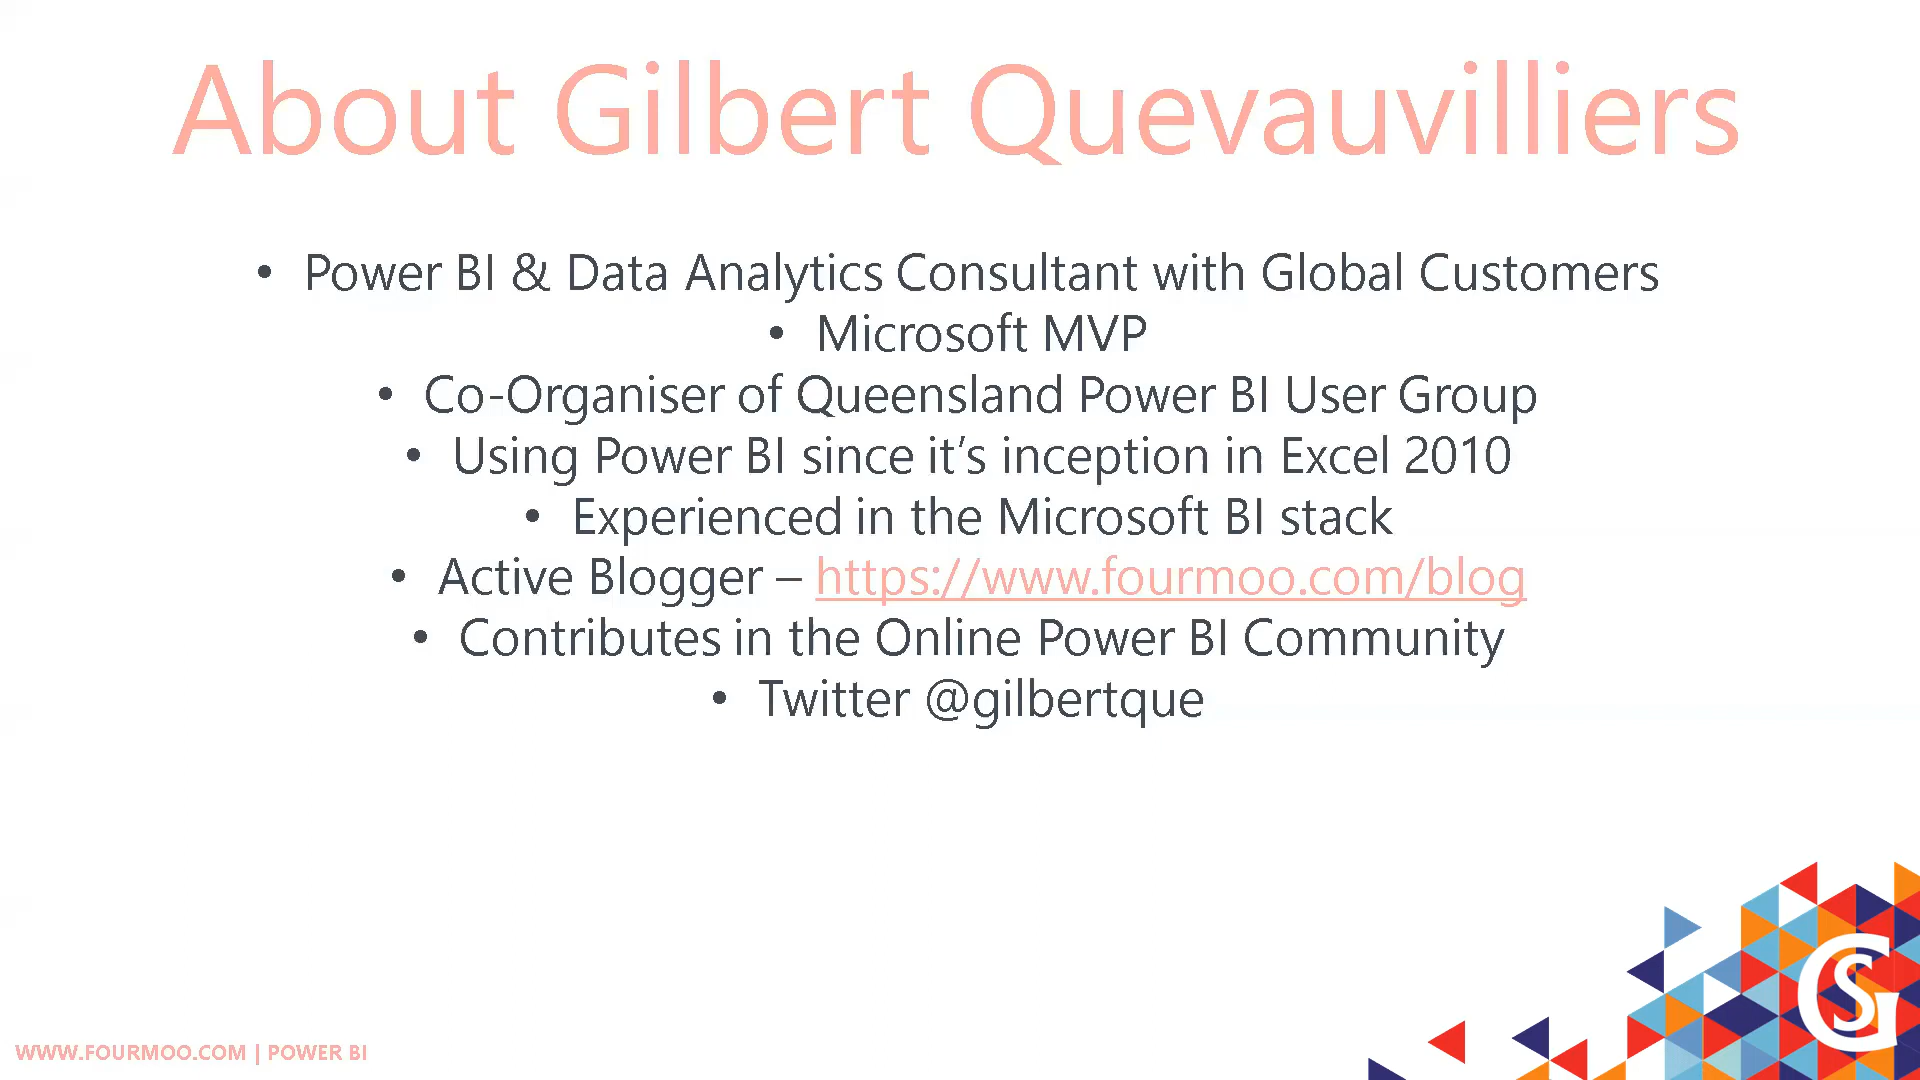 About Gilbert Quevauvilliers
• Power BI & Data Analytics Consultant with Global Customers
• Microsoft MVP
• Co-Organiser of Queensland Power BI User Group
• Using Power BI since it’s inception in Excel 2010
• Experienced in the Microsoft BI stack
• Active Blogger – https://www.fourmoo.com/blog
• Contributes in the Online Power BI Community
• Twitter @gilbertque
GS
WWW.FOURMOO.COM | POWER BI